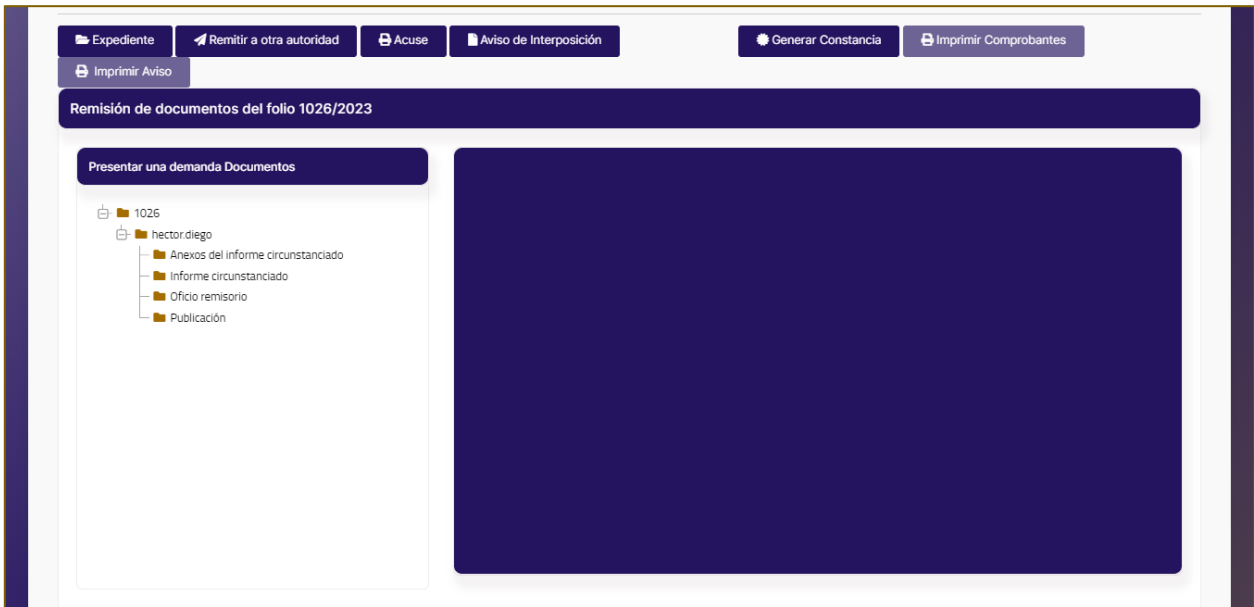 Expediente Remitir a otra autoridad Acuse Aviso de Interposición Generar Constancia Imprimir Comprobantes
Imprimir Aviso
Remisión de documentos del folio 1026/2023
Presentar una demanda Documentos
1026
hector.diego
Anexos del informe circunstanciado
Informe circunstanciado
Oficio remisorio
Publicación